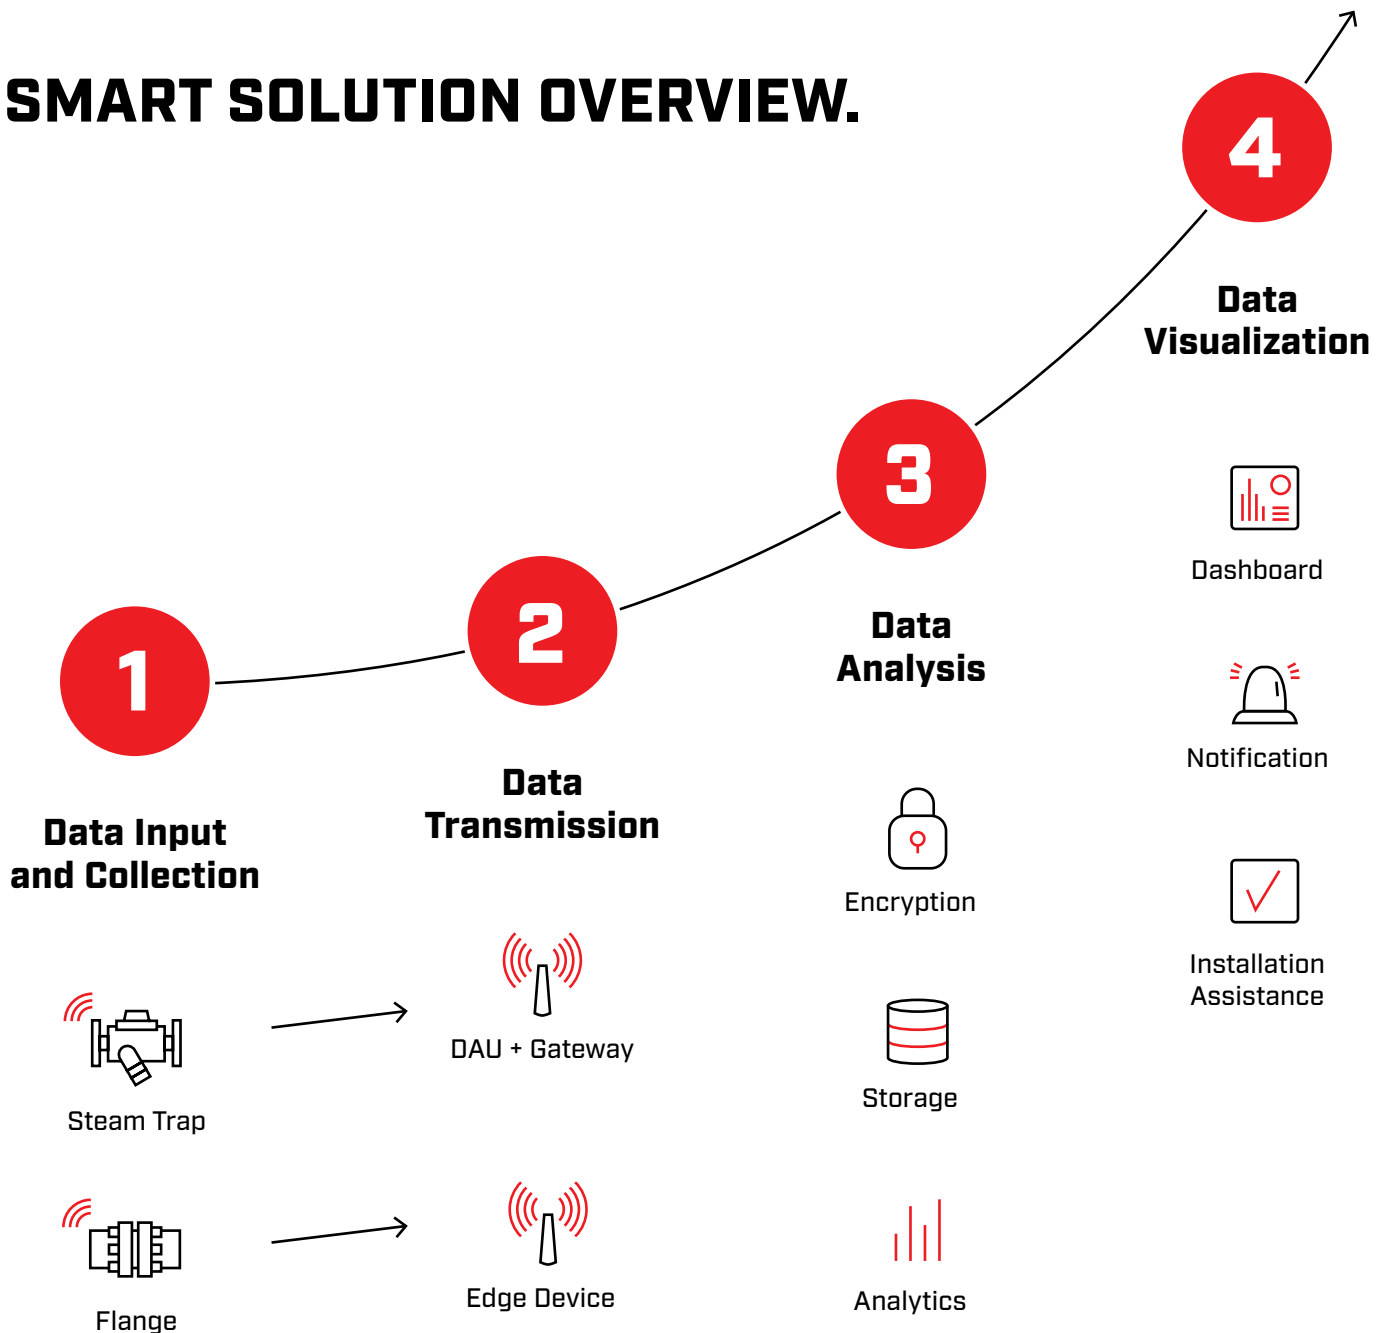 SMART SOLUTION OVERVIEW.
1
Data Input
and Collection
Steam Trap
Flange
2
Data
Transmission
DAU + Gateway
Edge Device
3
Data
Analysis
Encryption
Storage
Analytics
4
Data
Visualization
Dashboard
Notification
Installation
Assistance